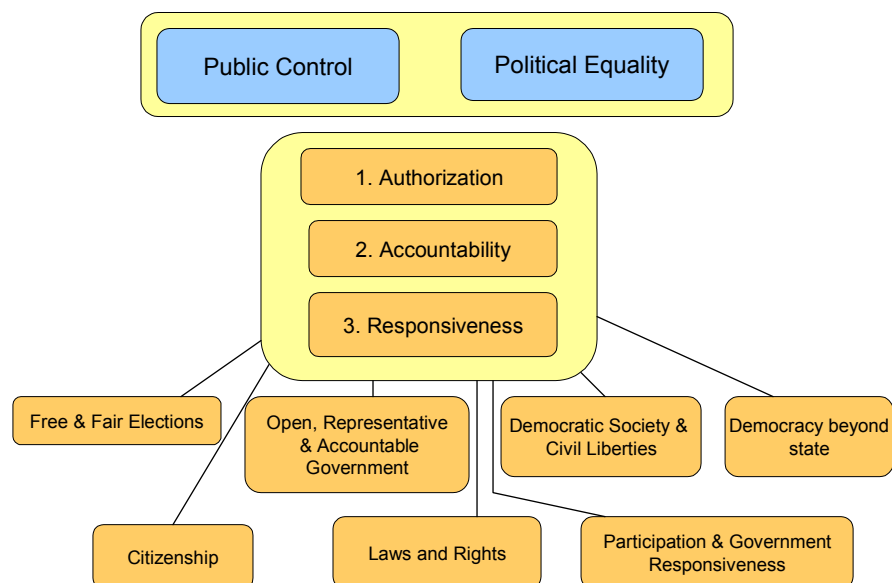 Public Control
Political Equality
1. Authorization
2. Accountability
3. Responsiveness
Free & Fair Elections
Open, Representative
& Accountable
Government
Democratic Society &
Civil Liberties
Democracy beyond
state
Citizenship
Laws and Rights
Participation & Government
Responsiveness